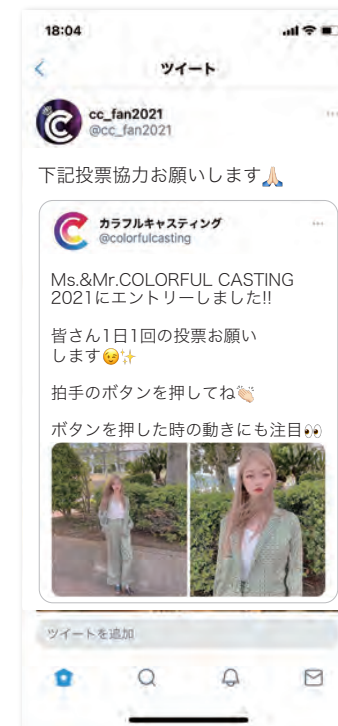 18:04
ツイート
cc_fan2021
@cc_fan2021
下記投票協力お願いします🙏🏻
カラフルキャスティング
@colorfulcasting
Ms.&Mr.COLORFUL CASTING
2021にエントリーしました!!
皆さん1日1回の投票お願い
します😉✨
拍手のボタンを押してね👏🏻
ボタンを押した時の動きにも注目👀
ツイートを追加